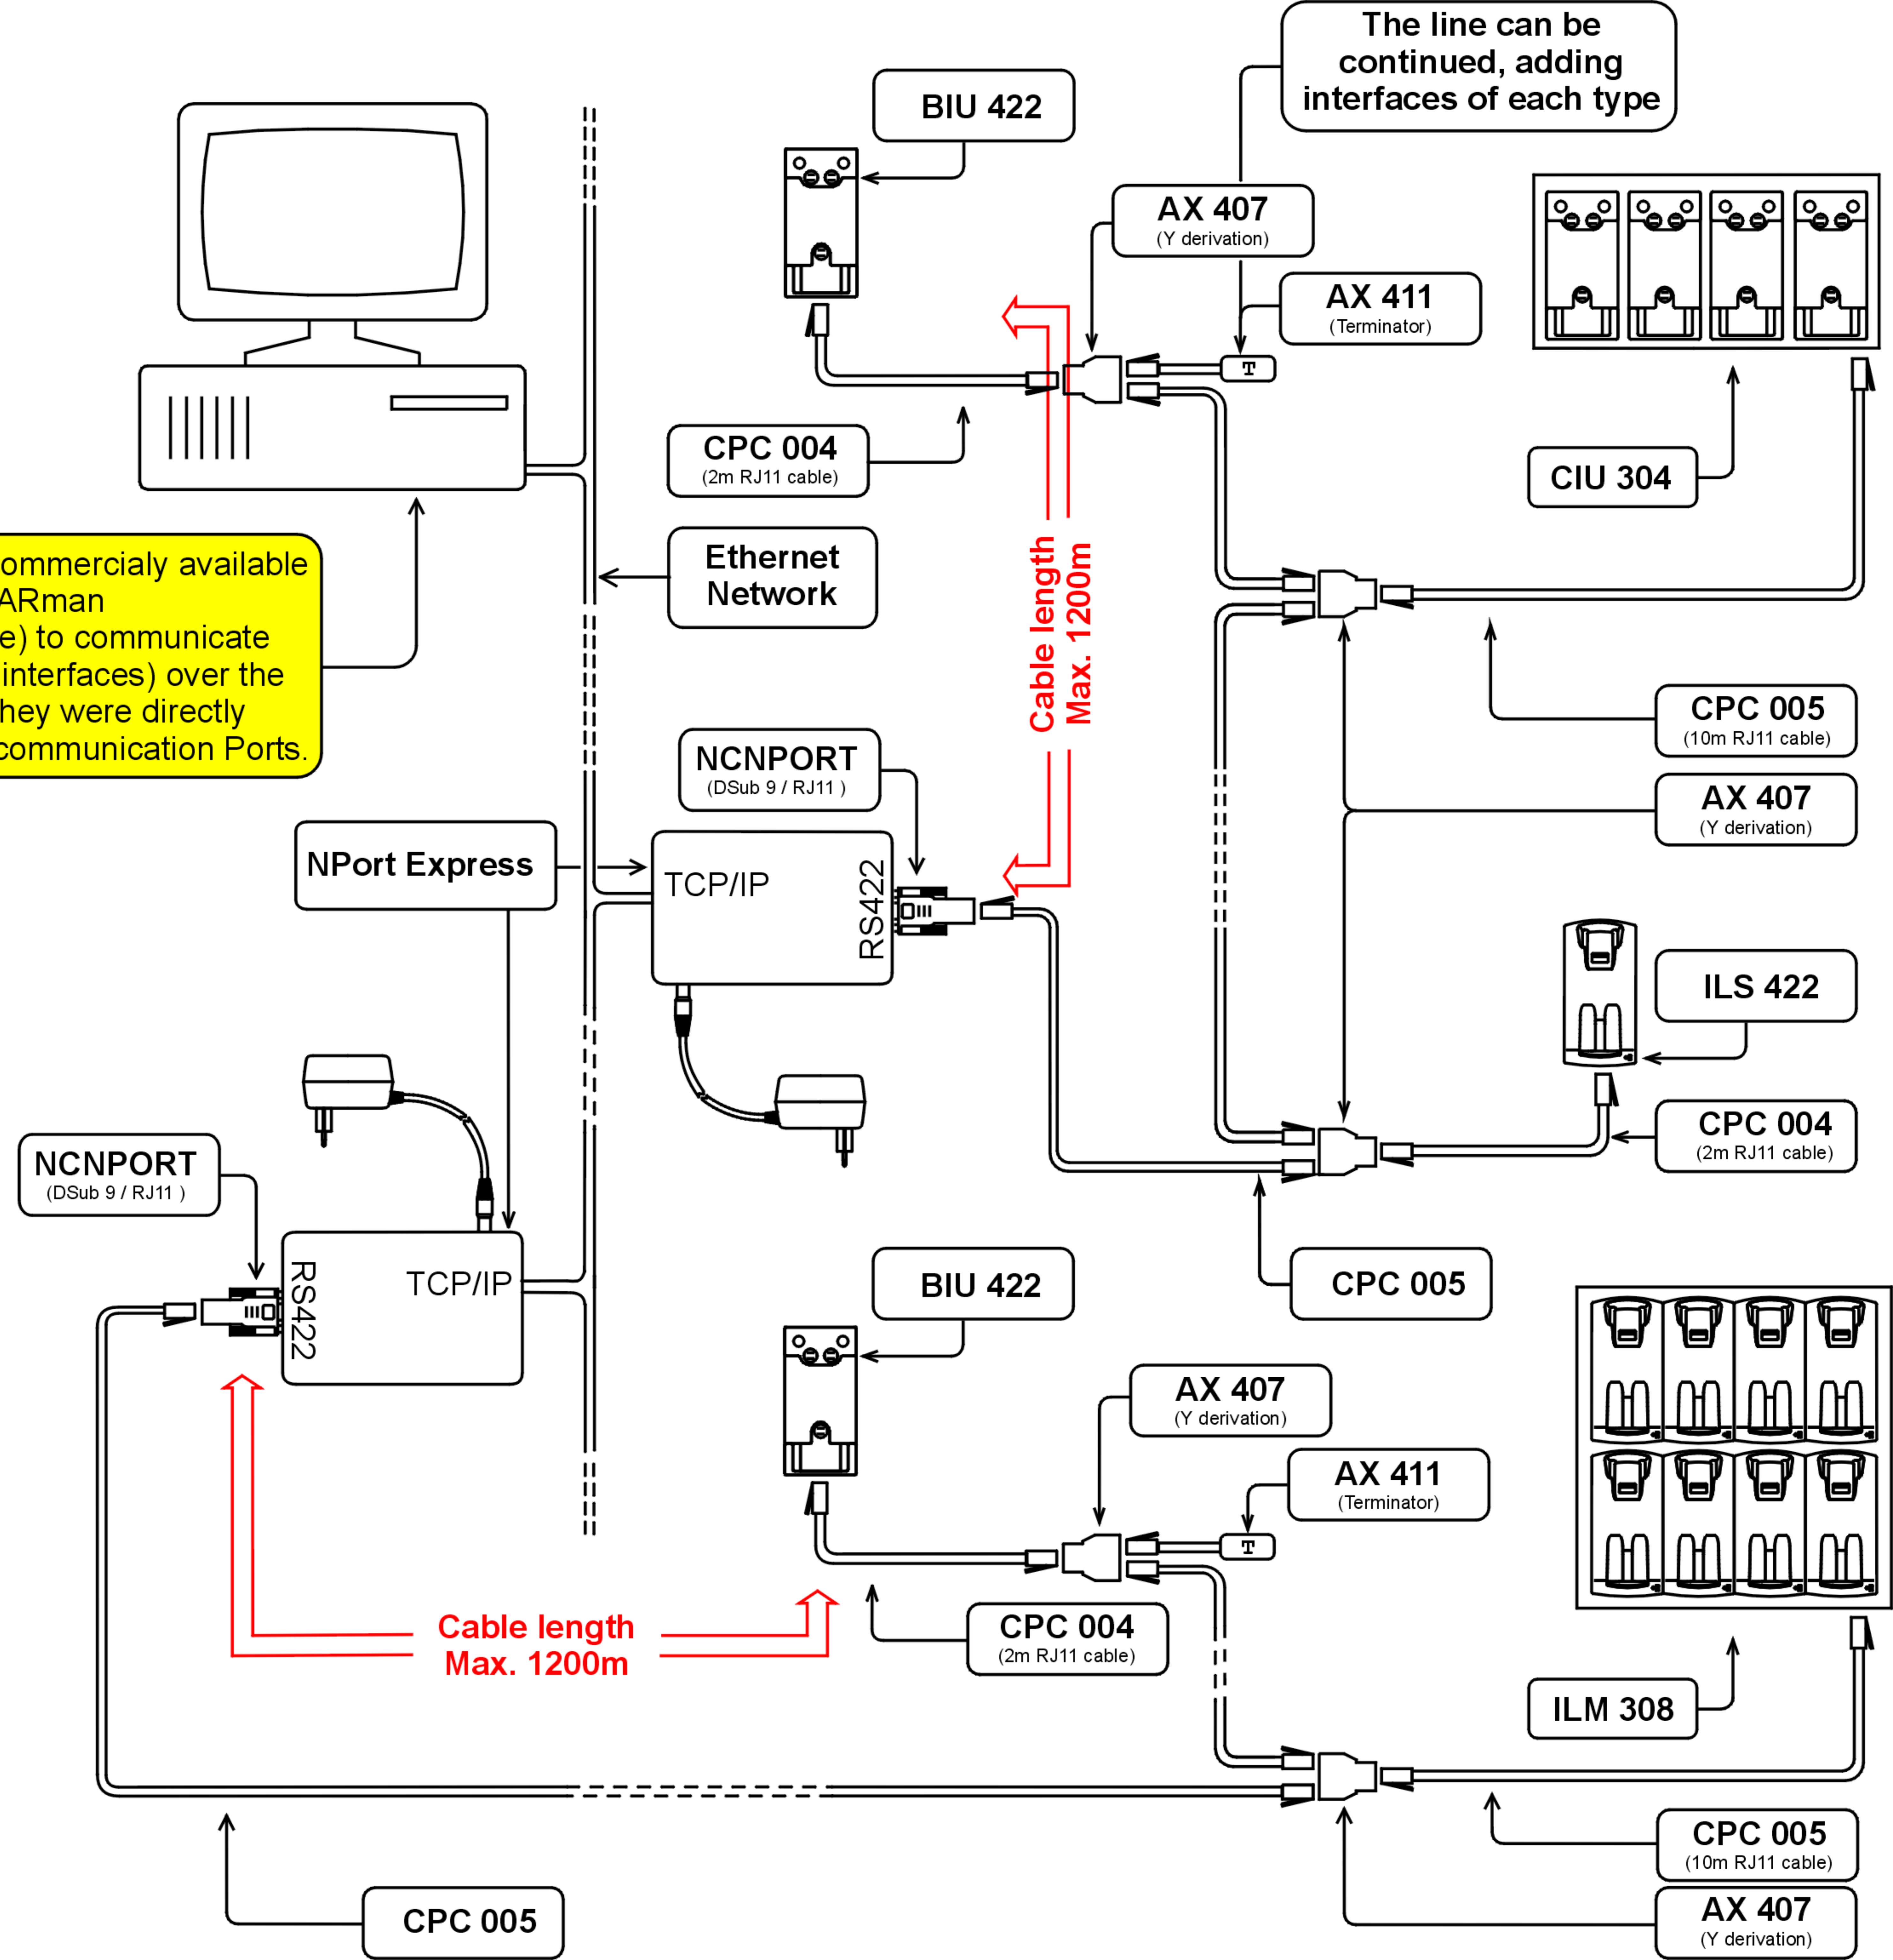 The line can be
continued, adding
interfaces of each type
BIU 422
AX 407
(Y derivation)
AX 411
(Terminator)
T
CPC 004
(2m RJ11 cable)
CIU 304
Ethernet
Network
ommercialy available
ARman
e) to communicate
interfaces) over the
hey were directly
communication Ports.
Cable length
Max. 1200m
CPC 005
(10m RJ11 cable)
AX 407
(Y derivation)
NCNPORT
(DSub 9 / RJ11 )
NPort Express
TCP/IP
RS422
ILS 422
CPC 004
(2m RJ11 cable)
NCNPORT
(DSub 9 / RJ11 )
RS422
TCP/IP
BIU 422
CPC 005
AX 407
(Y derivation)
AX 411
(Terminator)
T
Cable length
Max. 1200m
CPC 004
(2m RJ11 cable)
ILM 308
CPC 005
(10m RJ11 cable)
CPC 005
AX 407
(Y derivation)